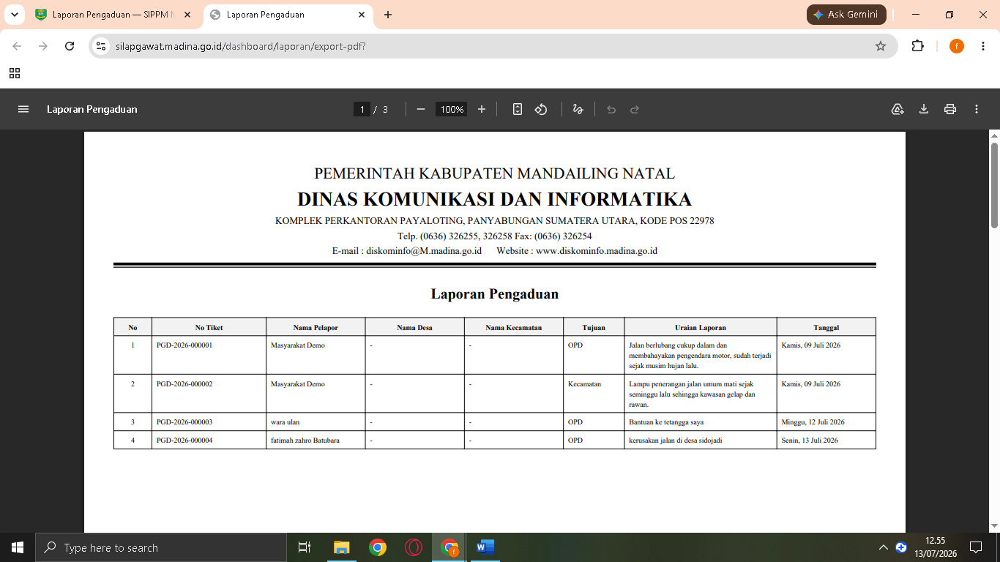 Laporan Pengaduan — SIPPM
Laporan Pengaduan
Ask Gemini
silapgawat.madina.go.id/dashboard/laporan/export-pdf?
f
Laporan Pengaduan
1 / 3
100%
PEMERINTAH KABUPATEN MANDAILING NATAL
DINAS KOMUNIKASI DAN INFORMATIKA
KOMPLEK PERKANTORAN PAYALOTING, PANYABUNGAN SUMATERA UTARA, KODE POS 22978
Telp. (0636) 326255, 326258 Fax: (0636) 326254
E-mail : diskominfo@M.madina.go.id Website : www.diskominfo.madina.go.id
Laporan Pengaduan
No No Tiket Nama Pelapor Nama Desa Nama Kecamatan Tujuan Uraian Laporan Tanggal
1 PGD-2026-000001 Masyarakat Demo - - OPD Jalan berlubang cukup dalam dan Kamis, 09 Juli 2026
membahayakan pengendara motor, sudah terjadi
sejak musim hujan lalu.
2 PGD-2026-000002 Masyarakat Demo - - Kecamatan Lampu penerangan jalan umum mati sejak Kamis, 09 Juli 2026
seminggu lalu sehingga kawasan gelap dan
rawan.
3 PGD-2026-000003 wara ulan - - OPD Bantuan ke tetangga saya Minggu, 12 Juli 2026
4 PGD-2026-000004 fatimah zahro Batubara - - OPD kerusakan jalan di desa sidojadi Senin, 13 Juli 2026
Type here to search
f
12.55
13/07/2026